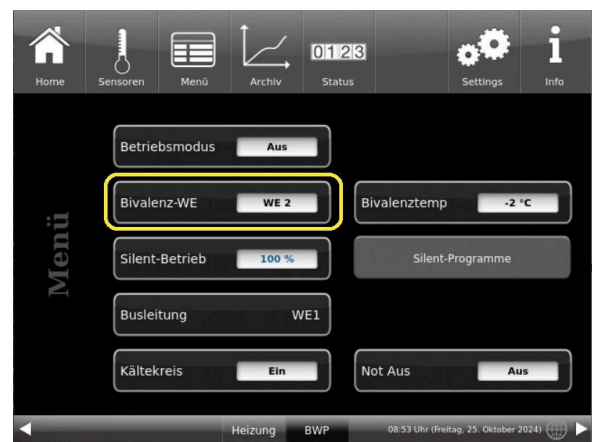 0123
Home Sensoren Menü Archiv Status Settings Info
Menü
Betriebsmodus Aus
Bivalenz-WE WE 2 Bivalenztemp -2 °C
Silent-Betrieb 100 % Silent-Programme
Busleitung WE1
Kältekreis Ein Not Aus Aus
Heizung BWP 08:53 Uhr (Freitag, 25. Oktober 2024)